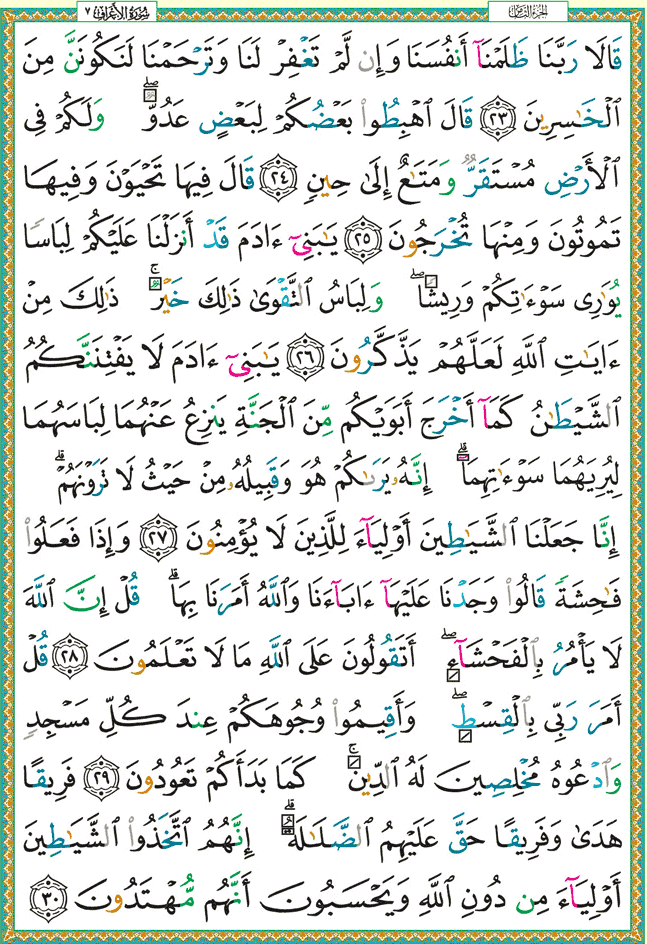 سورة الأعراف ٧
الجزء الثامن
قَالَا رَبَّنَا ظَلَمْنَآ أَنفُسَنَا وَإِن لَّمْ تَغْفِرْ لَنَا وَتَرْحَمْنَا لَنَكُونَنَّ مِنَ
ٱلْخَـٰسِرِينَ ٢٣ قَالَ ٱهْبِطُوا۟ بَعْضُكُمْ لِبَعْضٍ عَدُوٌّ ۖ وَلَكُمْ فِى
ٱلْأَرْضِ مُسْتَقَرٌّ وَمَتَـٰعٌ إِلَىٰ حِينٍ ٢٤ قَالَ فِيهَا تَحْيَوْنَ وَفِيهَا
تَمُوتُونَ وَمِنْهَا تُخْرَجُونَ ٢٥ يَـٰبَنِىٓ ءَادَمَ قَدْ أَنزَلْنَا عَلَيْكُمْ لِبَاسًا
يُوَٰرِى سَوْءَٰتِكُمْ وَرِيشًا ۖ وَلِبَاسُ ٱلتَّقْوَىٰ ذَٰلِكَ خَيْرٌ ۚ ذَٰلِكَ مِنْ
ءَايَـٰتِ ٱللَّهِ لَعَلَّهُمْ يَذَّكَّرُونَ ٢٦ يَـٰبَنِىٓ ءَادَمَ لَا يَفْتِنَنَّكُمُ
ٱلشَّيْطَـٰنُ كَمَآ أَخْرَجَ أَبَوَيْكُم مِّنَ ٱلْجَنَّةِ يَنزِعُ عَنْهُمَا لِبَاسَهُمَا
لِيُرِيَهُمَا سَوْءَٰتِهِمَآ ۗ إِنَّهُۥ يَرَىٰكُمْ هُوَ وَقَبِيلُهُۥ مِنْ حَيْثُ لَا تَرَوْنَهُمْ ۗ
إِنَّا جَعَلْنَا ٱلشَّيَـٰطِينَ أَوْلِيَآءَ لِلَّذِينَ لَا يُؤْمِنُونَ ٢٧ وَإِذَا فَعَلُوا۟
فَـٰحِشَةً قَالُوا۟ وَجَدْنَا عَلَيْهَآ ءَابَآءَنَا وَٱللَّهُ أَمَرَنَا بِهَا ۗ قُلْ إِنَّ ٱللَّهَ
لَا يَأْمُرُ بِٱلْفَحْشَآءِ ۖ أَتَقُولُونَ عَلَى ٱللَّهِ مَا لَا تَعْلَمُونَ ٢٨ قُلْ
أَمَرَ رَبِّى بِٱلْقِسْطِ ۖ وَأَقِيمُوا۟ وُجُوهَكُمْ عِندَ كُلِّ مَسْجِدٍ
وَٱدْعُوهُ مُخْلِصِينَ لَهُ ٱلدِّينَ ۚ كَمَا بَدَأَكُمْ تَعُودُونَ ٢٩ فَرِيقًا
هَدَىٰ وَفَرِيقًا حَقَّ عَلَيْهِمُ ٱلضَّلَـٰلَةُ ۗ إِنَّهُمُ ٱتَّخَذُوا۟ ٱلشَّيَـٰطِينَ
أَوْلِيَآءَ مِن دُونِ ٱللَّهِ وَيَحْسَبُونَ أَنَّهُم مُّهْتَدُونَ ٣٠